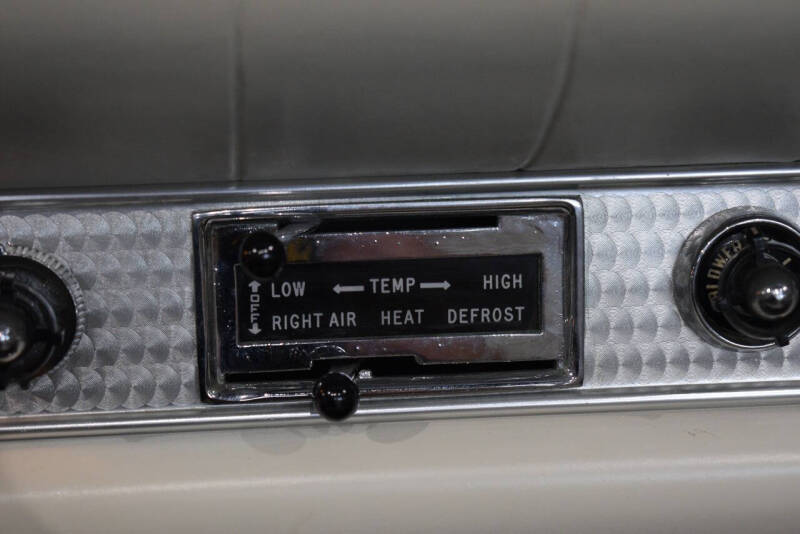 LOW ← TEMP → HIGH
OFF
RIGHT AIR HEAT DEFROST
BLOWER